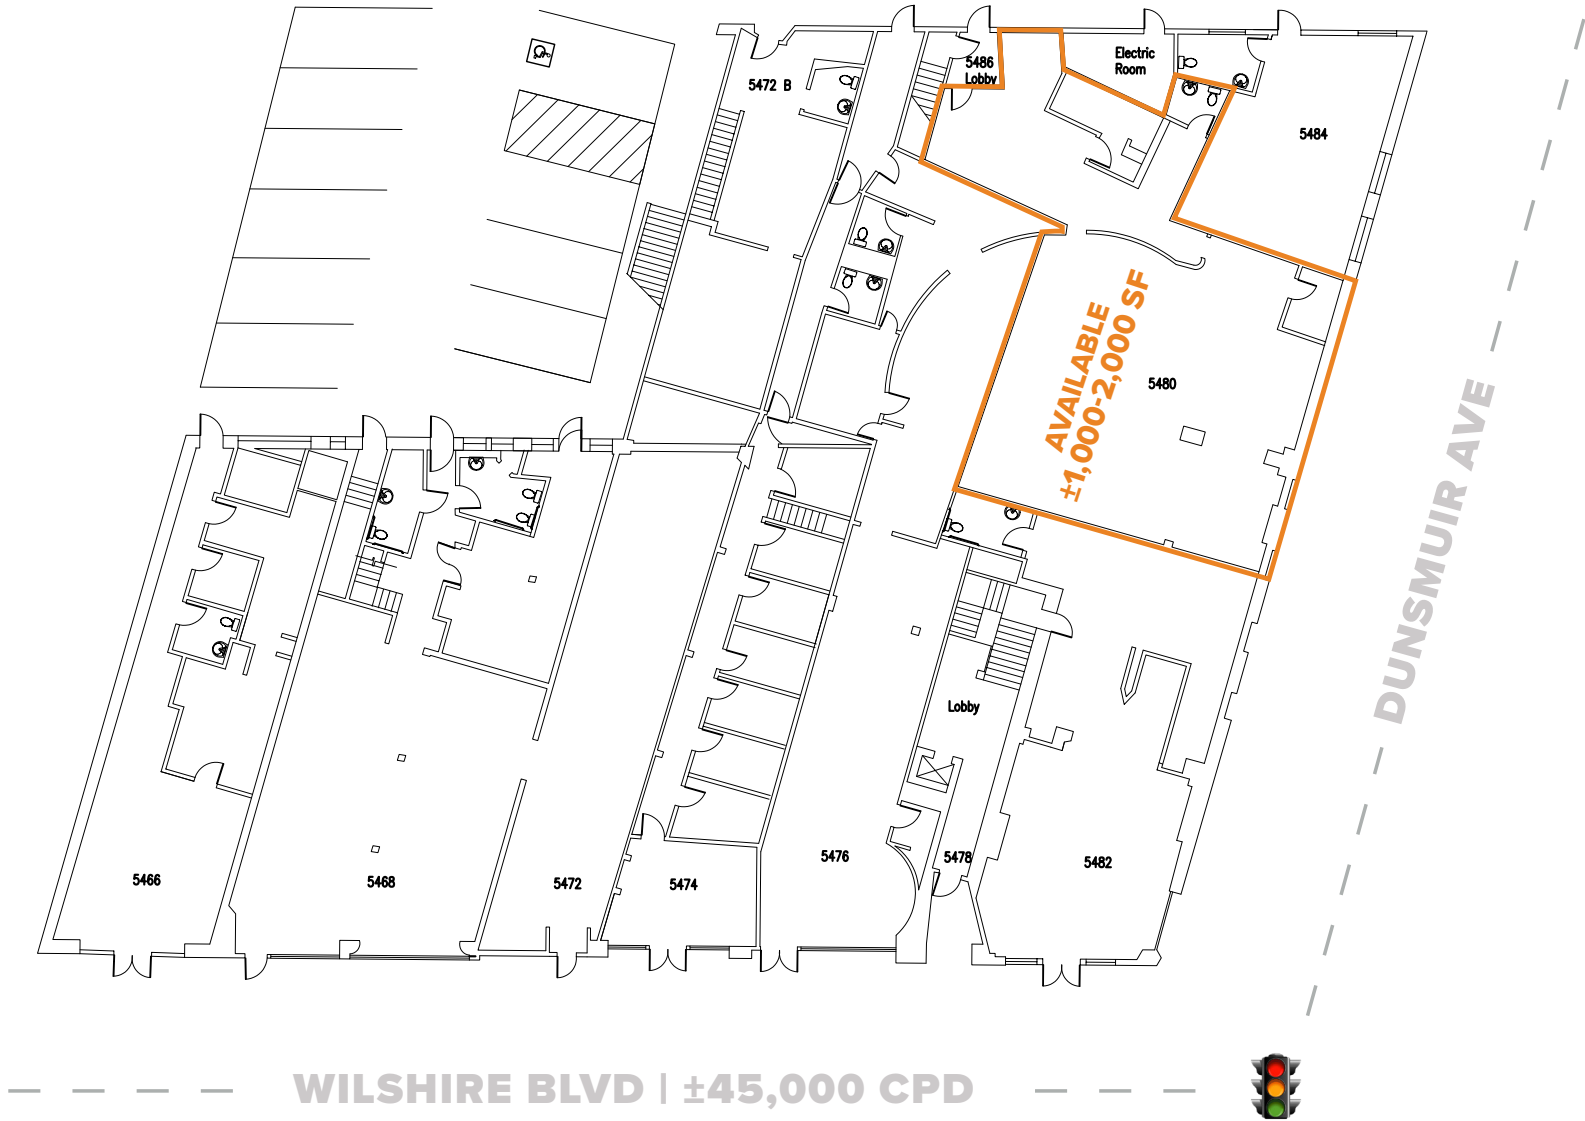 5486
Lobby
Electric
Room
5472 B
5484
AVAILABLE
±1,000-2,000 SF
5480
DUNSMUIR AVE
Lobby
5476
5478
5482
5466
5468
5472
5474
WILSHIRE BLVD | ±45,000 CPD